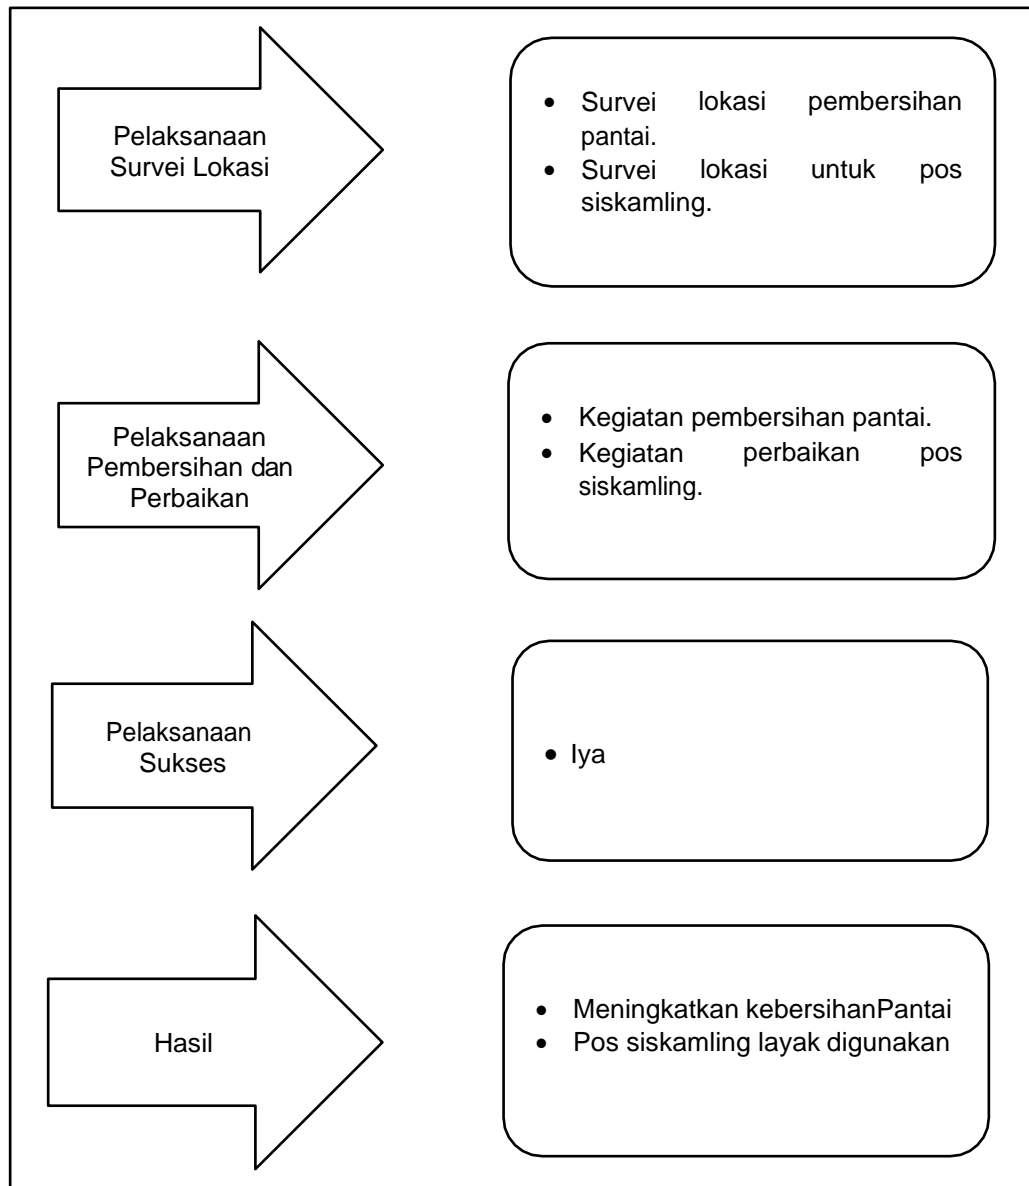 Pelaksanaan
Survei Lokasi
• Survei lokasi pembersihan
pantai.
• Survei lokasi untuk pos
siskamling.
Pelaksanaan
Pembersihan dan
Perbaikan
• Kegiatan pembersihan pantai.
• Kegiatan perbaikan pos
siskamling.
Pelaksanaan
Sukses
• Iya
Hasil
• Meningkatkan kebersihanPantai
• Pos siskamling layak digunakan